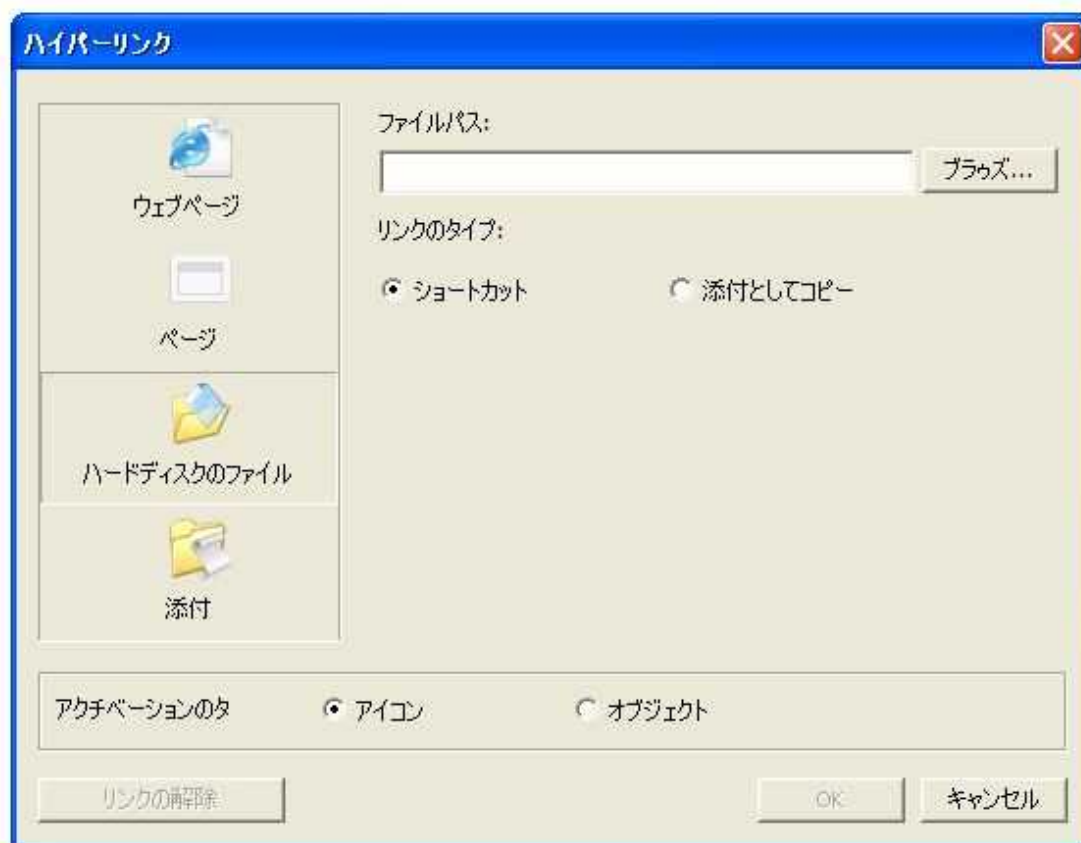 ハイパーリンク
ウェブページ
ページ
ハードディスクのファイル
添付
ファイルパス:
ブラゥズ...
リンクのタイプ:
ショートカット
添付としてコピー
アクチベーションのタ
アイコン
オブジェクト
リンクの解除
OK
キャンセル